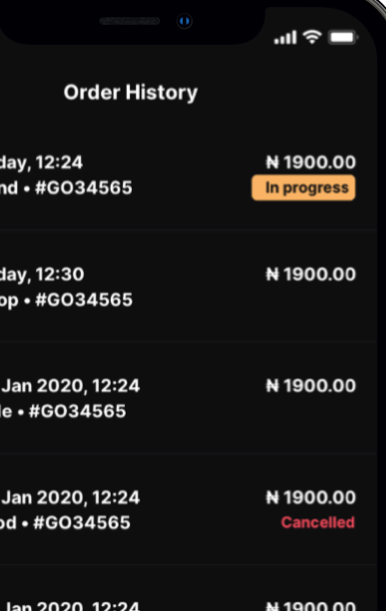 Order History
day, 12:24 ₦ 1900.00
nd • #GO34565 In progress
day, 12:30 ₦ 1900.00
op • #GO34565
Jan 2020, 12:24 ₦ 1900.00
le • #GO34565
Jan 2020, 12:24 ₦ 1900.00
od • #GO34565 Cancelled
Jan 2020, 12:24 ₦ 1900.00